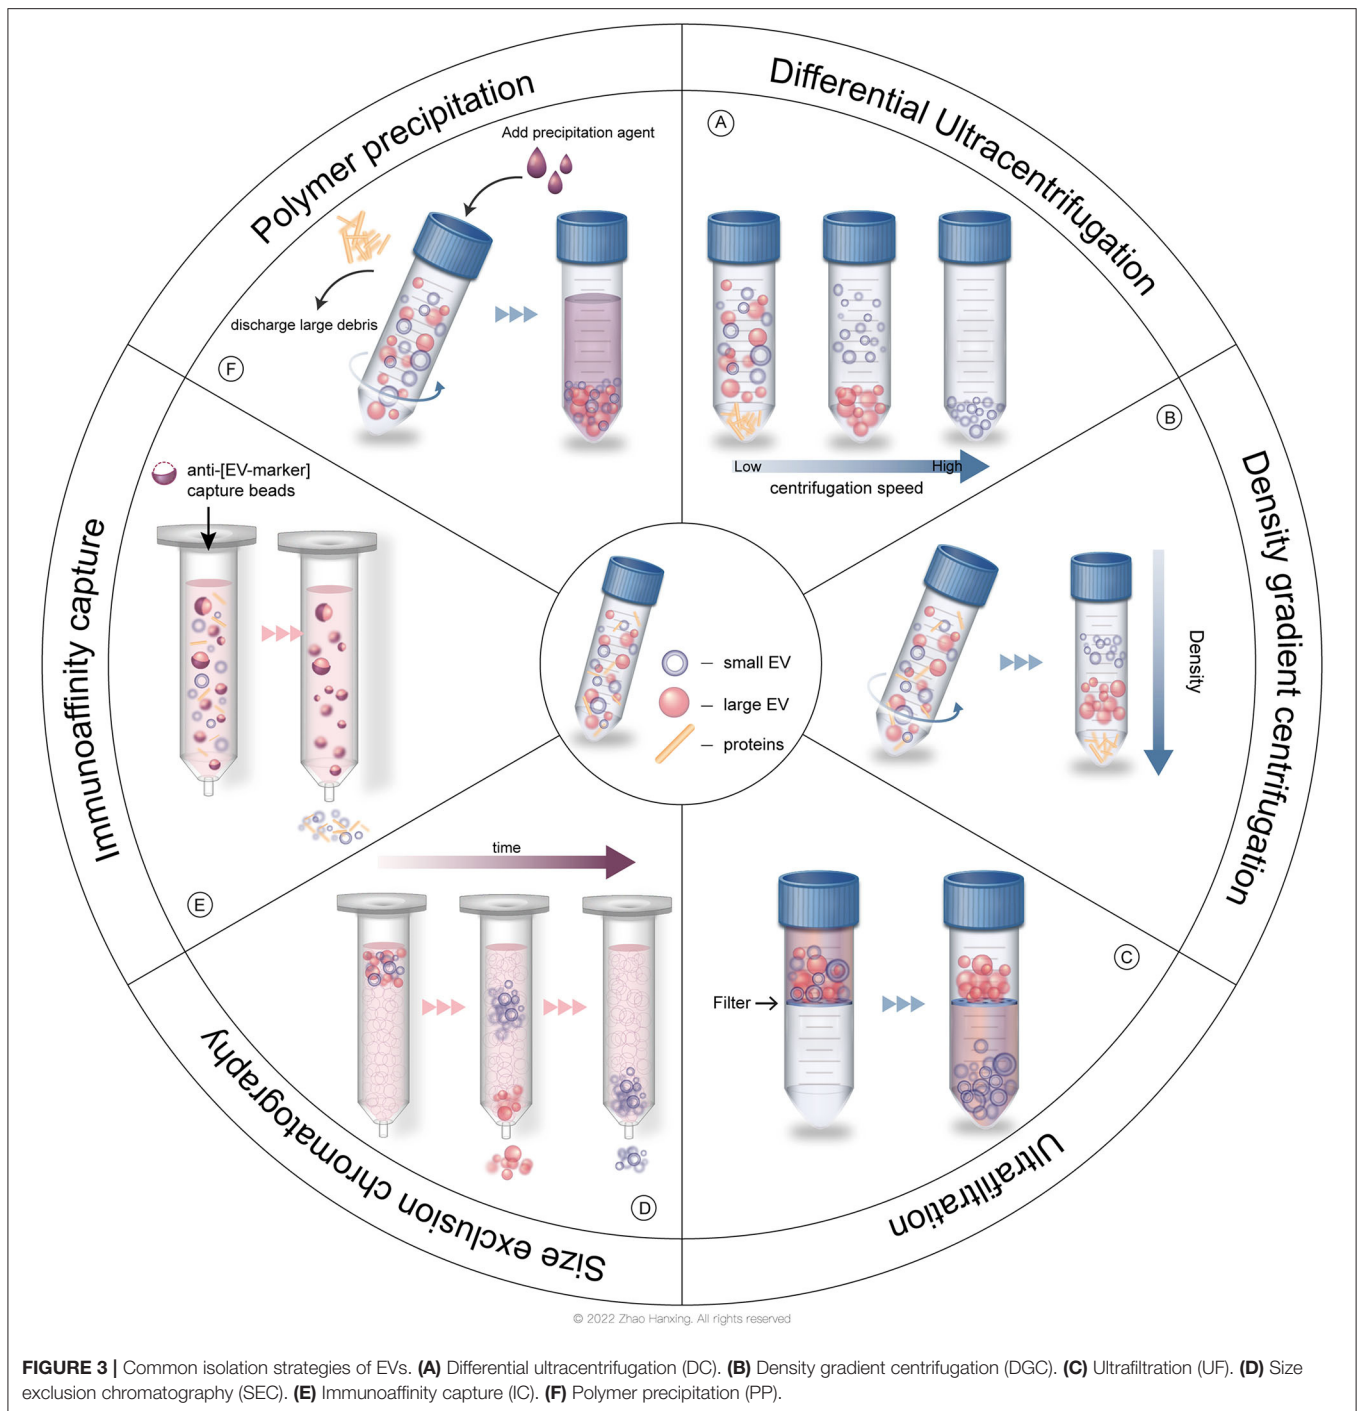 Polymer precipitation
Differential Ultracentrifugation
Add precipitation agent
A
discharge large debris
F
Low
High
centrifugation speed
B
Density gradient centrifugation
anti-[EV-marker]
capture beads
Immunoaffinity capture
Density
small EV
large EV
proteins
time
E
C
Filter
D
Size exclusion chromatography
Ultrafiltration
© 2022 Zhao Hanxing. All rights reserved
FIGURE 3 | Common isolation strategies of EVs. (A) Differential ultracentrifugation (DC). (B) Density gradient centrifugation (DGC). (C) Ultrafiltration (UF). (D) Size
exclusion chromatography (SEC). (E) Immunoaffinity capture (IC). (F) Polymer precipitation (PP).